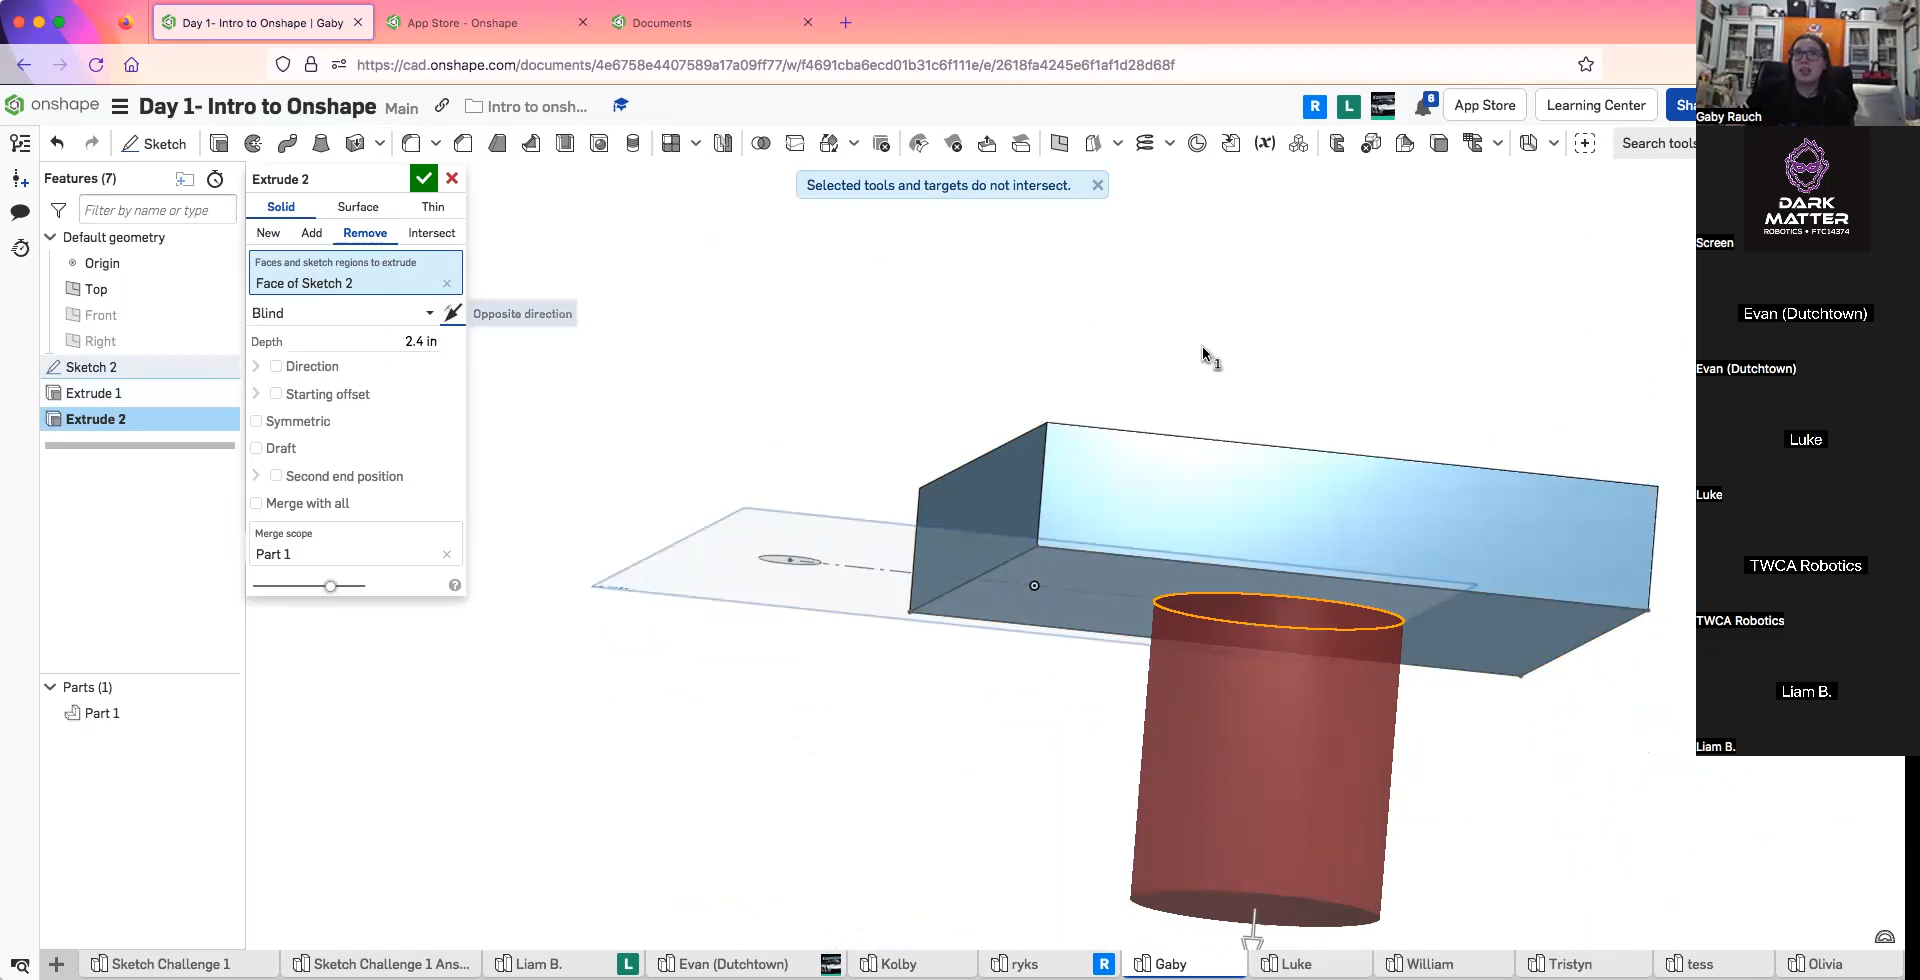 Day 1- Intro to Onshape | Gaby
App Store - Onshape
Documents
https://cad.onshape.com/documents/4e6758e4407589a17a09ff77/w/f4691cba6ecd01b31c6f111e/e/2618fa4245e6f1af1d28d68f
onshape
Day 1- Intro to Onshape
Main
Intro to onsh...
R
L
6
App Store
Learning Center
Sha
Gaby Rauch
Sketch
(x)
Search tools
Features (7)
Filter by name or type
Default geometry
Origin
Top
Front
Right
Sketch 2
Extrude 1
Extrude 2
Parts (1)
Part 1
Extrude 2
Solid
Surface
Thin
New
Add
Remove
Intersect
Faces and sketch regions to extrude
Face of Sketch 2
Blind
Opposite direction
Depth
2.4 in
Direction
Starting offset
Symmetric
Draft
Second end position
Merge with all
Merge scope
Part 1
Selected tools and targets do not intersect.
1
DARK
MATTER
ROBOTICS • FTC14374
Screen
Evan (Dutchtown)
Evan (Dutchtown)
Luke
Luke
TWCA Robotics
TWCA Robotics
Liam B.
Liam B.
Sketch Challenge 1
Sketch Challenge 1 Ans...
Liam B.
L
Evan (Dutchtown)
Kolby
ryks
R
Gaby
Luke
William
Tristyn
tess
Olivia